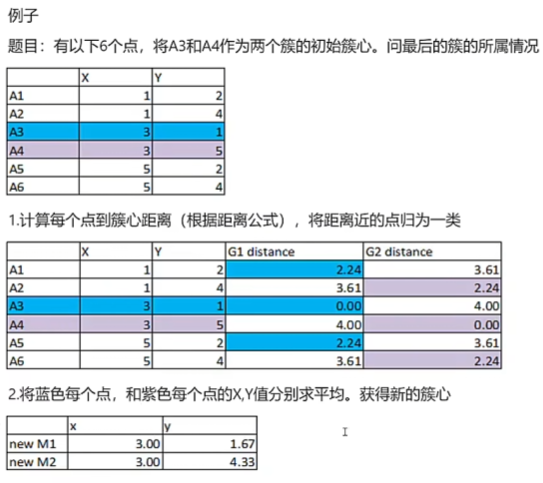 例子
题目：有以下6个点，将A3和A4作为两个簇的初始簇心。问最后的簇的所属情况
X Y
A1 1 2
A2 1 4
A3 3 1
A4 3 5
A5 5 2
A6 5 4
1.计算每个点到簇心距离（根据距离公式），将距离近的点归为一类
X Y G1 distance G2 distance
A1 1 2 2.24 3.61
A2 1 4 3.61 2.24
A3 3 1 0.00 4.00
A4 3 5 4.00 0.00
A5 5 2 2.24 3.61
A6 5 4 3.61 2.24
2.将蓝色每个点，和紫色每个点的X,Y值分别求平均。获得新的簇心
x y
new M1 3.00 1.67
new M2 3.00 4.33